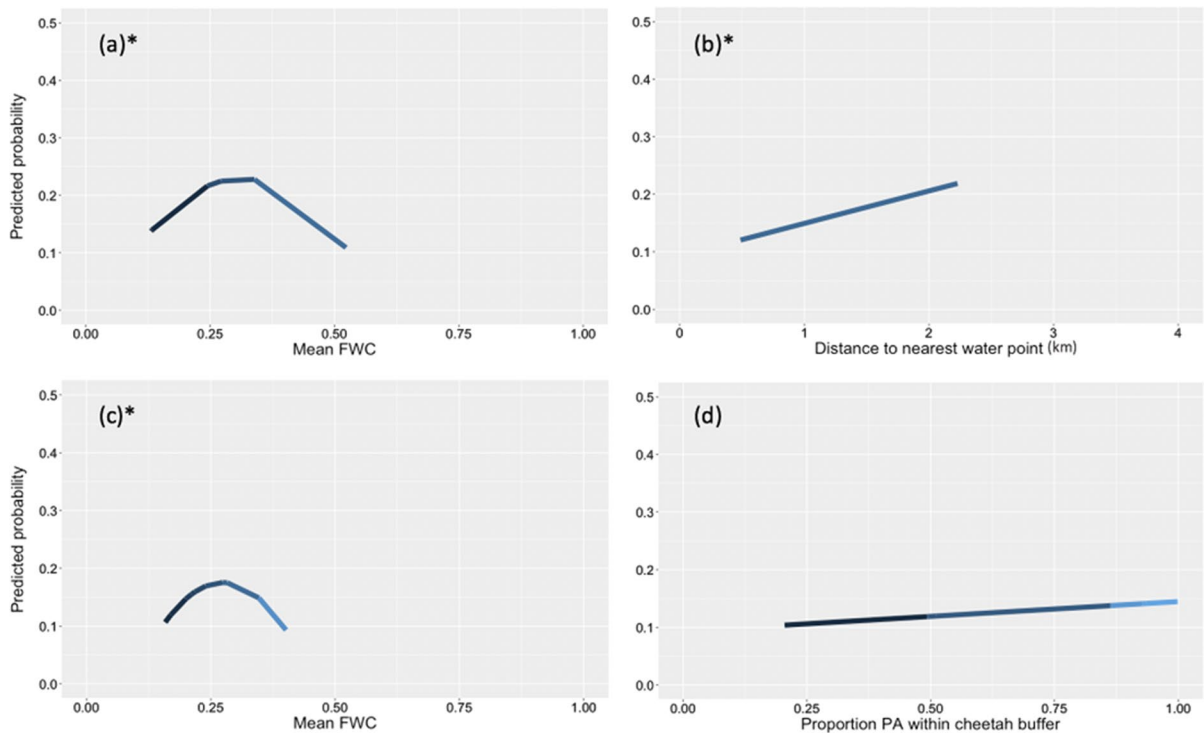 (a)*
0.5
0.4
0.3
0.2
0.1
0.0
Predicted probability
0.00 0.25 0.50 0.75 1.00
Mean FWC
(b)*
0.5
0.4
0.3
0.2
0.1
0.0
0 1 2 3 4
Distance to nearest water point (km)
(c)*
0.5
0.4
0.3
0.2
0.1
0.0
Predicted probability
0.00 0.25 0.50 0.75 1.00
Mean FWC
(d)
0.5
0.4
0.3
0.2
0.1
0.0
0.00 0.25 0.50 0.75 1.00
Proportion PA within cheetah buffer